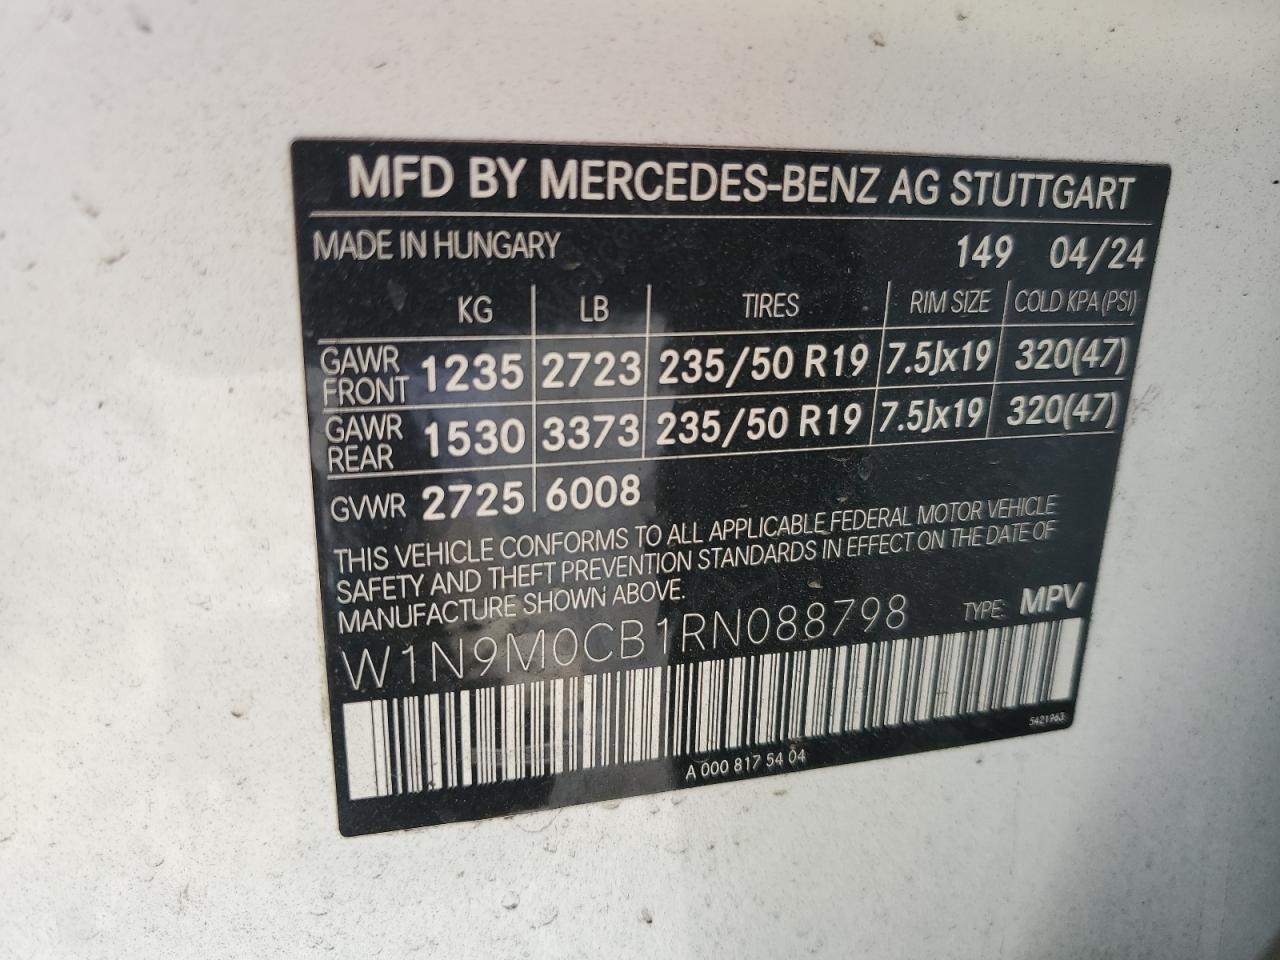 MFD BY MERCEDES-BENZ AG STUTTGART
MADE IN HUNGARY 149 04/24
KG LB TIRES RIM SIZE COLD KPA (PSI)
GAWR FRONT 1235 2723 235/50 R19 7.5Jx19 320(47)
GAWR REAR 1530 3373 235/50 R19 7.5Jx19 320(47)
GVWR 2725 6008
THIS VEHICLE CONFORMS TO ALL APPLICABLE FEDERAL MOTOR VEHICLE
SAFETY AND THEFT PREVENTION STANDARDS IN EFFECT ON THE DATE OF
MANUFACTURE SHOWN ABOVE.
W1N9M0CB1RN088798 TYPE: MPV
5421963
A 000 817 54 04